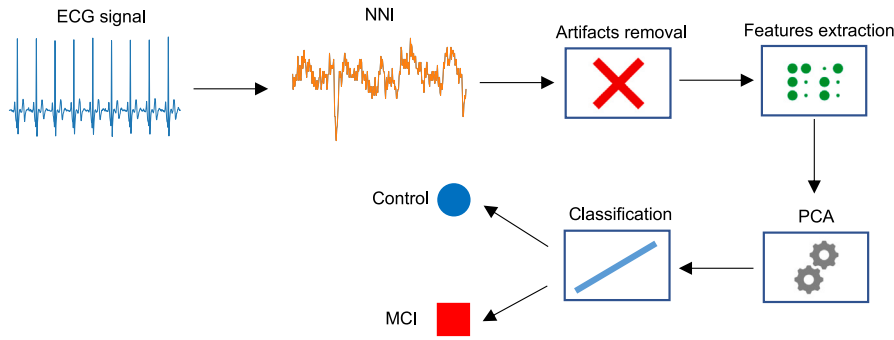 ECG signal
NNI
Artifacts removal
Features extraction
Control
Classification
PCA
MCI